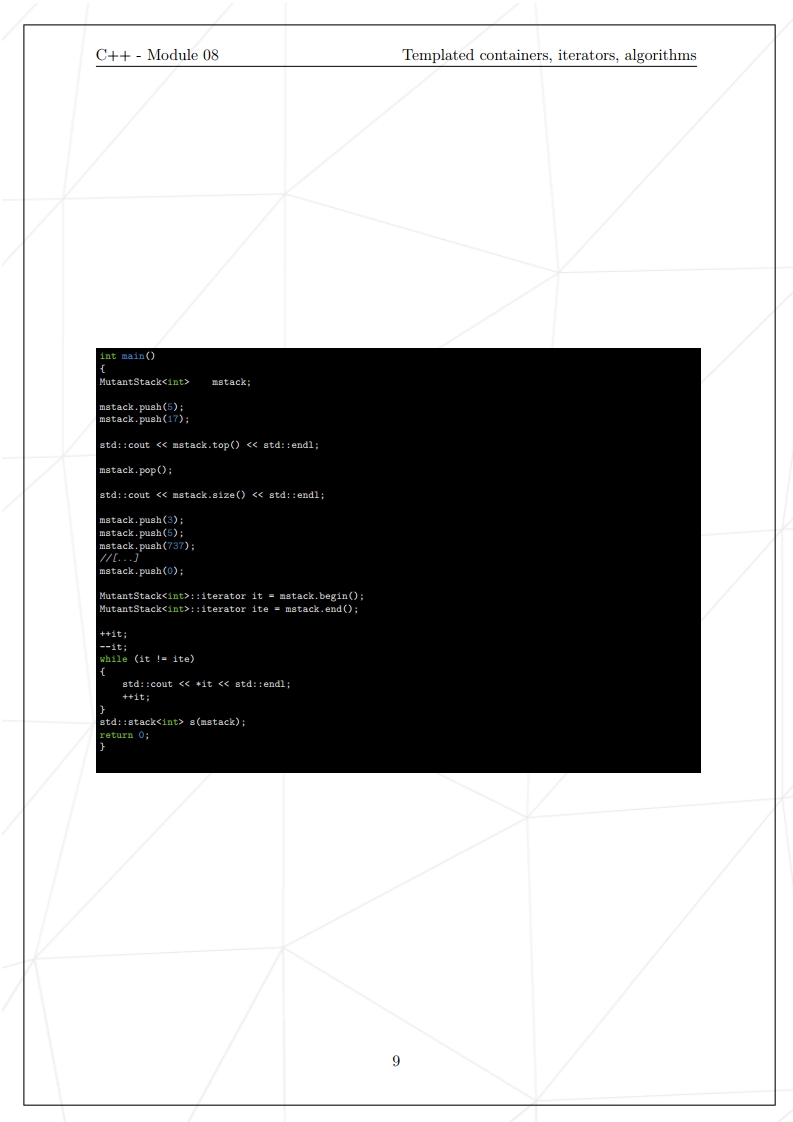 C++ - Module 08 Templated containers, iterators, algorithms
int main()
{
MutantStack<int>    mstack;
mstack.push(5);
mstack.push(17);
std::cout << mstack.top() << std::endl;
mstack.pop();
std::cout << mstack.size() << std::endl;
mstack.push(3);
mstack.push(5);
mstack.push(737);
//[...]
mstack.push(0);
MutantStack<int>::iterator it = mstack.begin();
MutantStack<int>::iterator ite = mstack.end();
++it;
--it;
while (it != ite)
{
    std::cout << *it << std::endl;
    ++it;
}
std::stack<int> s(mstack);
return 0;
}
9